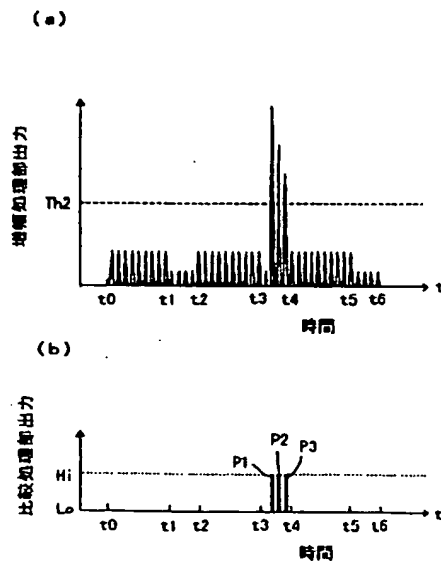 (a)
増幅処理部出力
Th2
t0 t1 t2 t3 t4 t5 t6 t
時間
(b)
比較処理部出力
P1 P2 P3
Hi
Lo
t0 t1 t2 t3 t4 t5 t6 t
時間